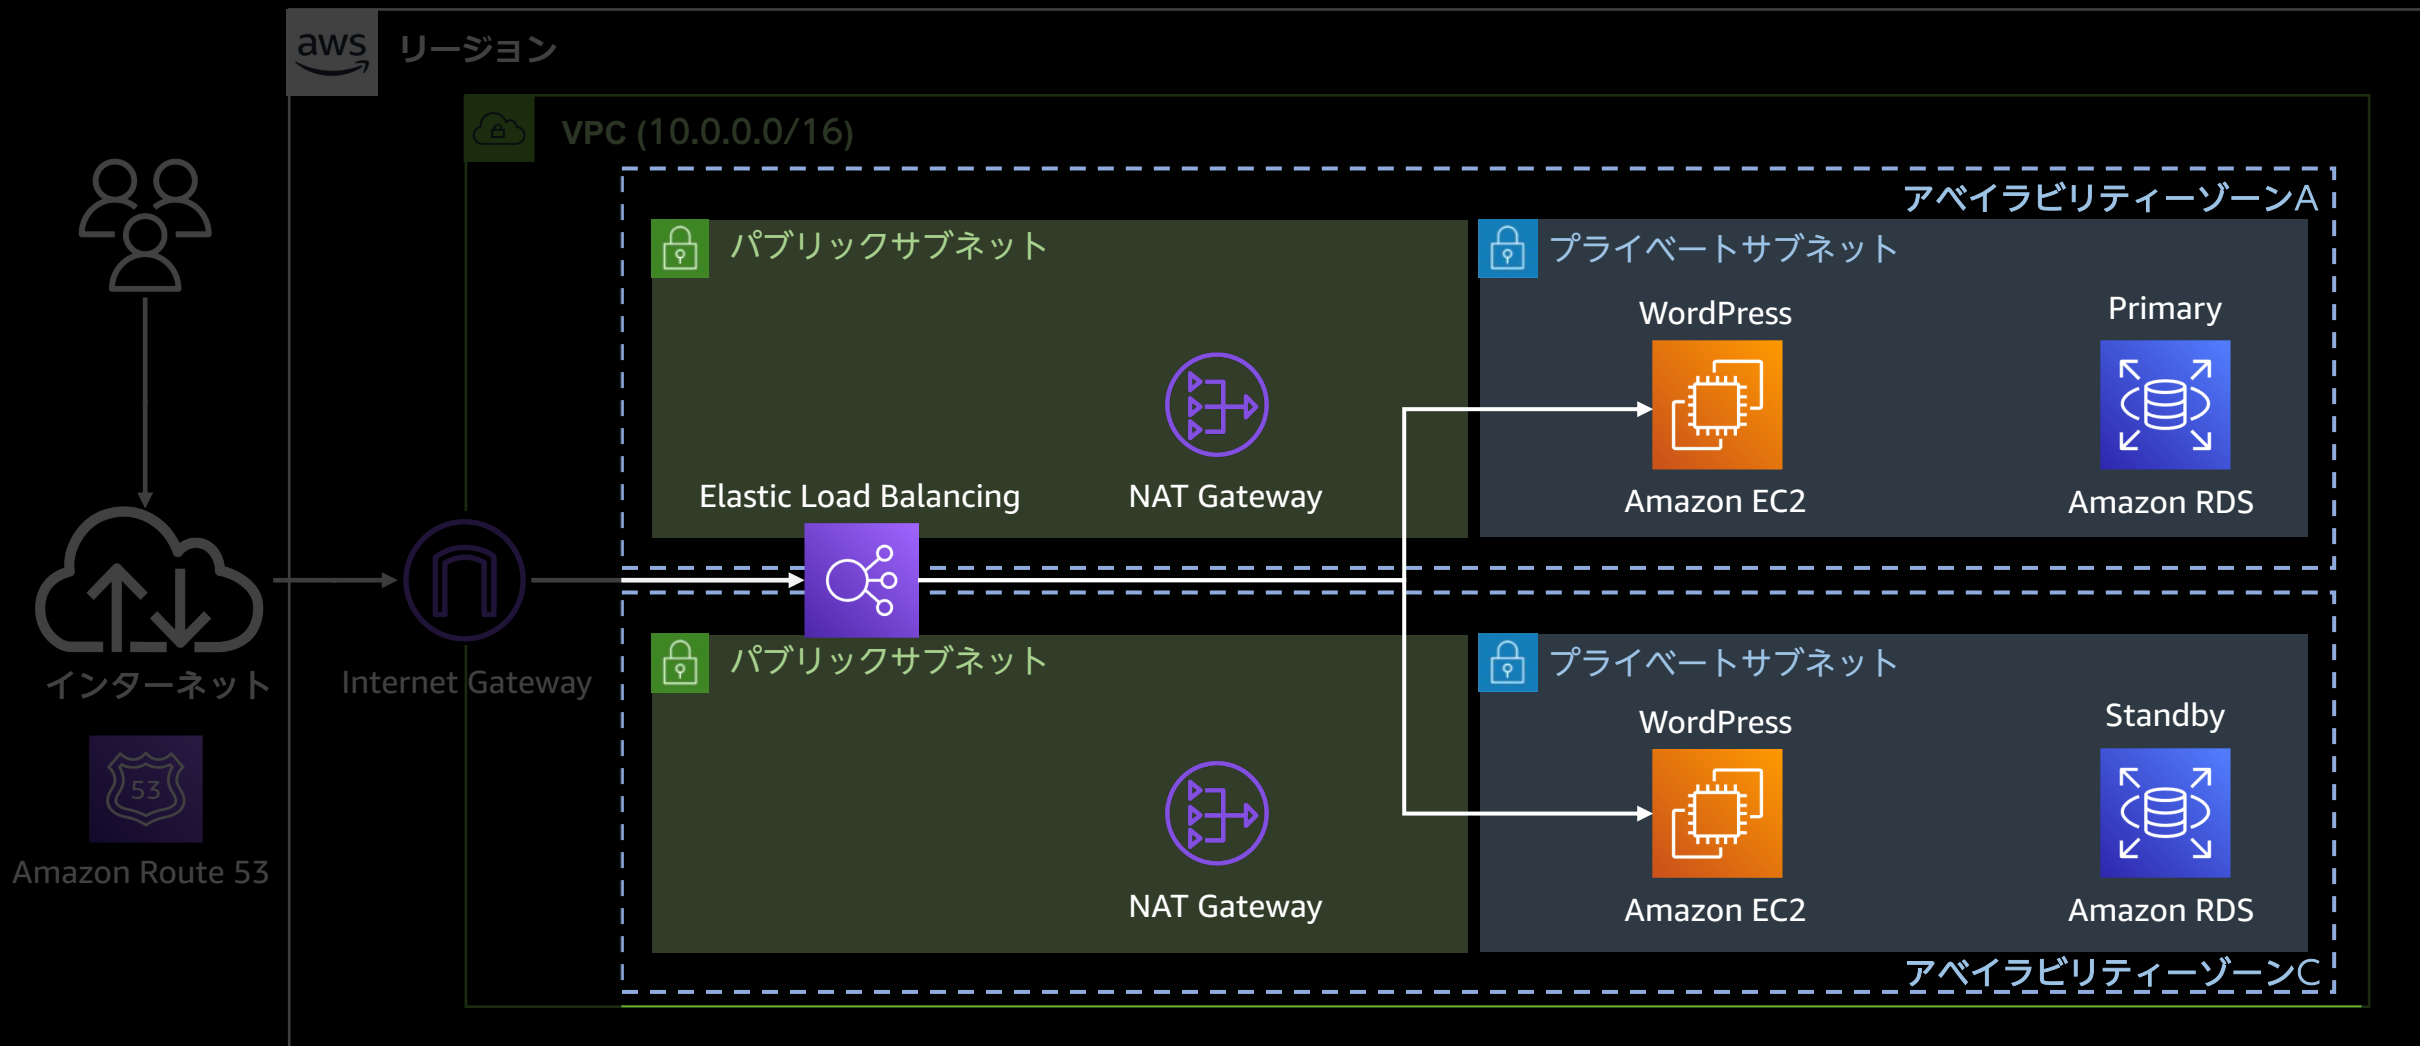 aws
リージョン
VPC (10.0.0.0/16)
アベイラビリティーゾーンA
パブリックサブネット
プライベートサブネット
WordPress
Primary
Elastic Load Balancing
NAT Gateway
Amazon EC2
Amazon RDS
インターネット
Internet Gateway
パブリックサブネット
プライベートサブネット
WordPress
Standby
53
Amazon Route 53
NAT Gateway
Amazon EC2
Amazon RDS
アベイラビリティーゾーンC